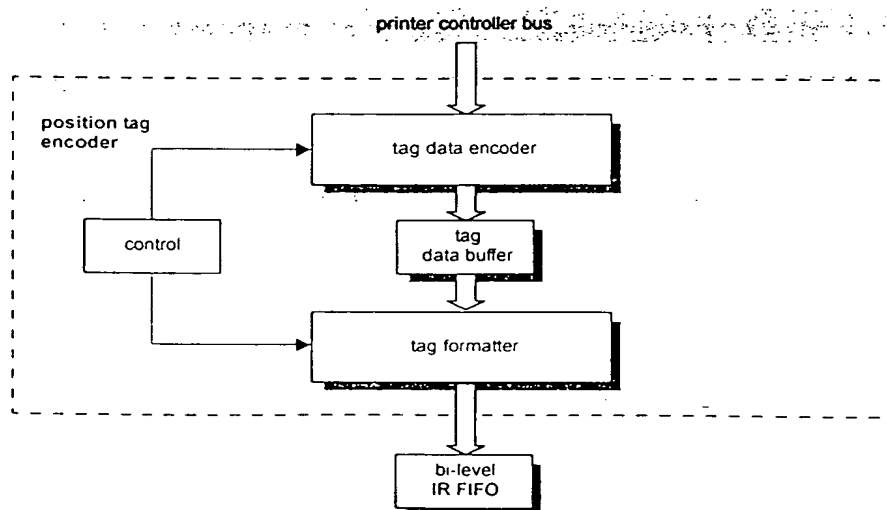 printer controller bus
position tag
encoder
tag data encoder
control
tag
data buffer
tag formatter
bi-level
IR FIFO